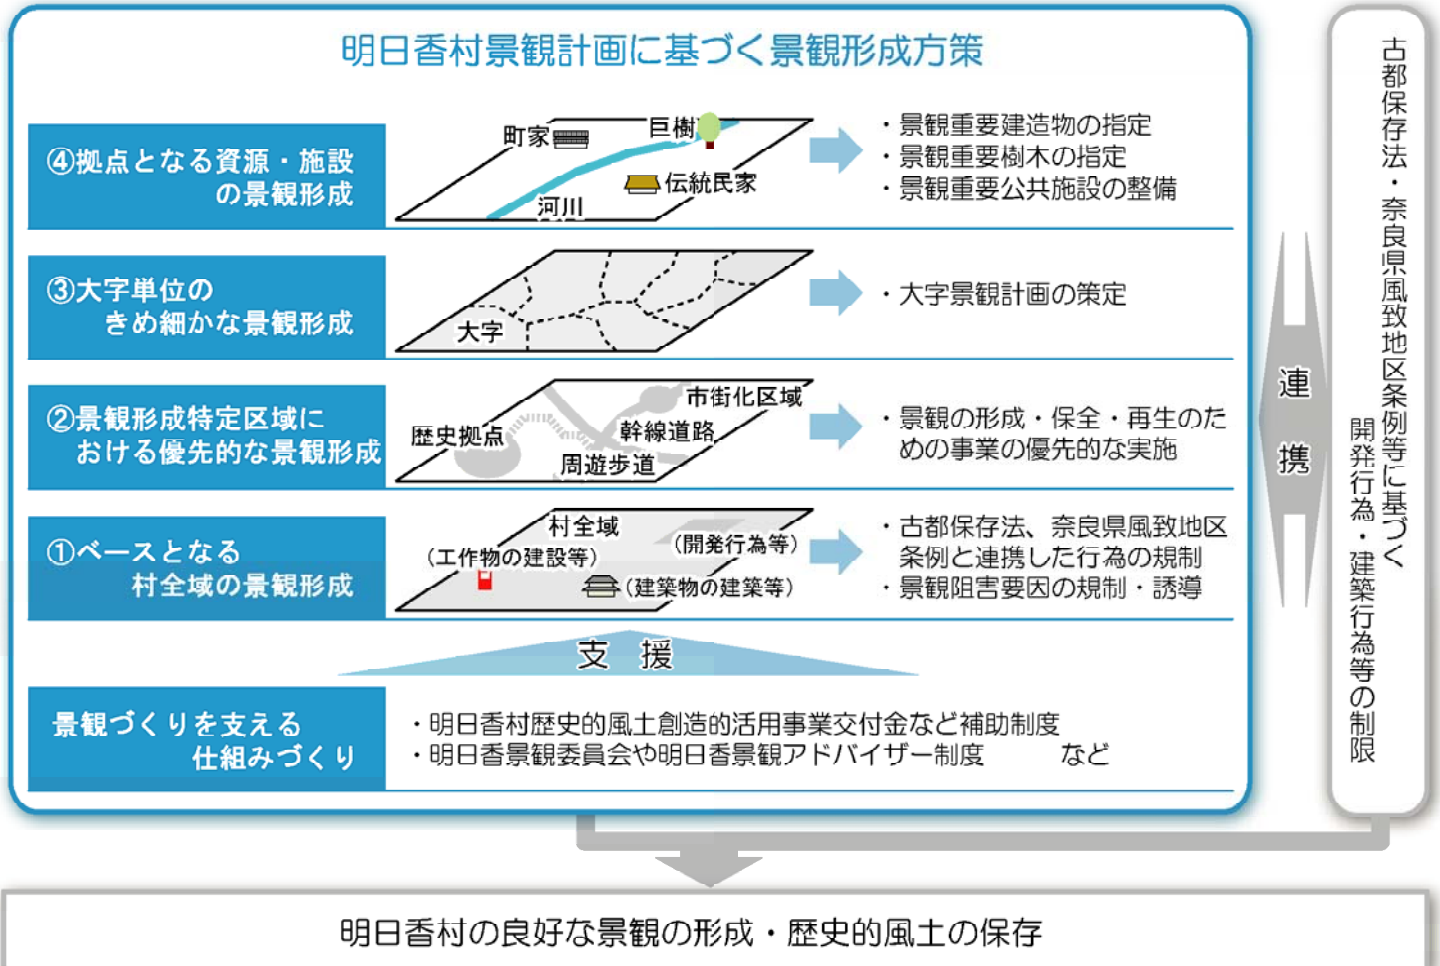 明日香村景観計画に基づく景観形成方策
④拠点となる資源・施設
の景観形成
町家
巨樹
伝統民家
河川
・景観重要建造物の指定
・景観重要樹木の指定
・景観重要公共施設の整備
③大字単位の
きめ細かな景観形成
大字
・大字景観計画の策定
②景観形成特定区域に
おける優先的な景観形成
市街化区域
歴史拠点
幹線道路
周遊歩道
・景観の形成・保全・再生のた
めの事業の優先的な実施
①ベースとなる
村全域の景観形成
村全域
(工作物の建設等)
(開発行為等)
(建築物の建築等)
・古都保存法、奈良県風致地区
条例と連携した行為の規制
・景観阻害要因の規制・誘導
支 援
景観づくりを支える
仕組みづくり
・明日香村歴史的風土創造的活用事業交付金など補助制度
・明日香景観委員会や明日香景観アドバイザー制度 など
連携
古都保存法・奈良県風致地区条例等に基づく
開発行為・建築行為等の制限
明日香村の良好な景観の形成・歴史的風土の保存